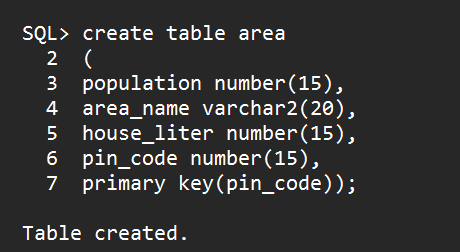 SQL> create table area
2 (
3 population number(15),
4 area_name varchar2(20),
5 house_liter number(15),
6 pin_code number(15),
7 primary key(pin_code));
Table created.